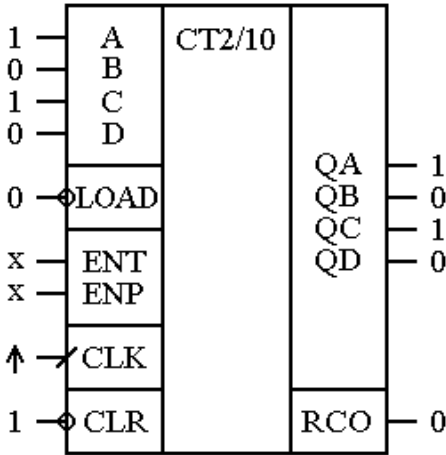 1 A CT2/10
0 B
1 C
0 D
QA 1
0 LOAD QB 0
QC 1
x ENT QD 0
x ENP
CLK
1 CLR RCO 0